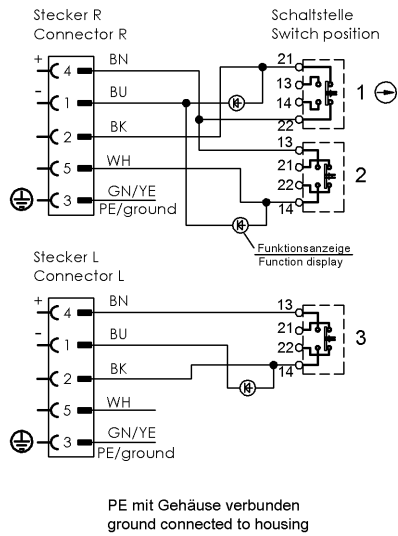 Stecker R
Connector R
Schaltstelle
Switch position
+ 4 BN
- 1 BU
2 BK
5 WH
3 GN/YE
PE/ground
21
13
14
22
1
13
21
22
14
2
Funktionsanzeige
Function display
Stecker L
Connector L
+ 4 BN
- 1 BU
2 BK
5 WH
3 GN/YE
PE/ground
13
21
22
14
3
PE mit Gehäuse verbunden
ground connected to housing